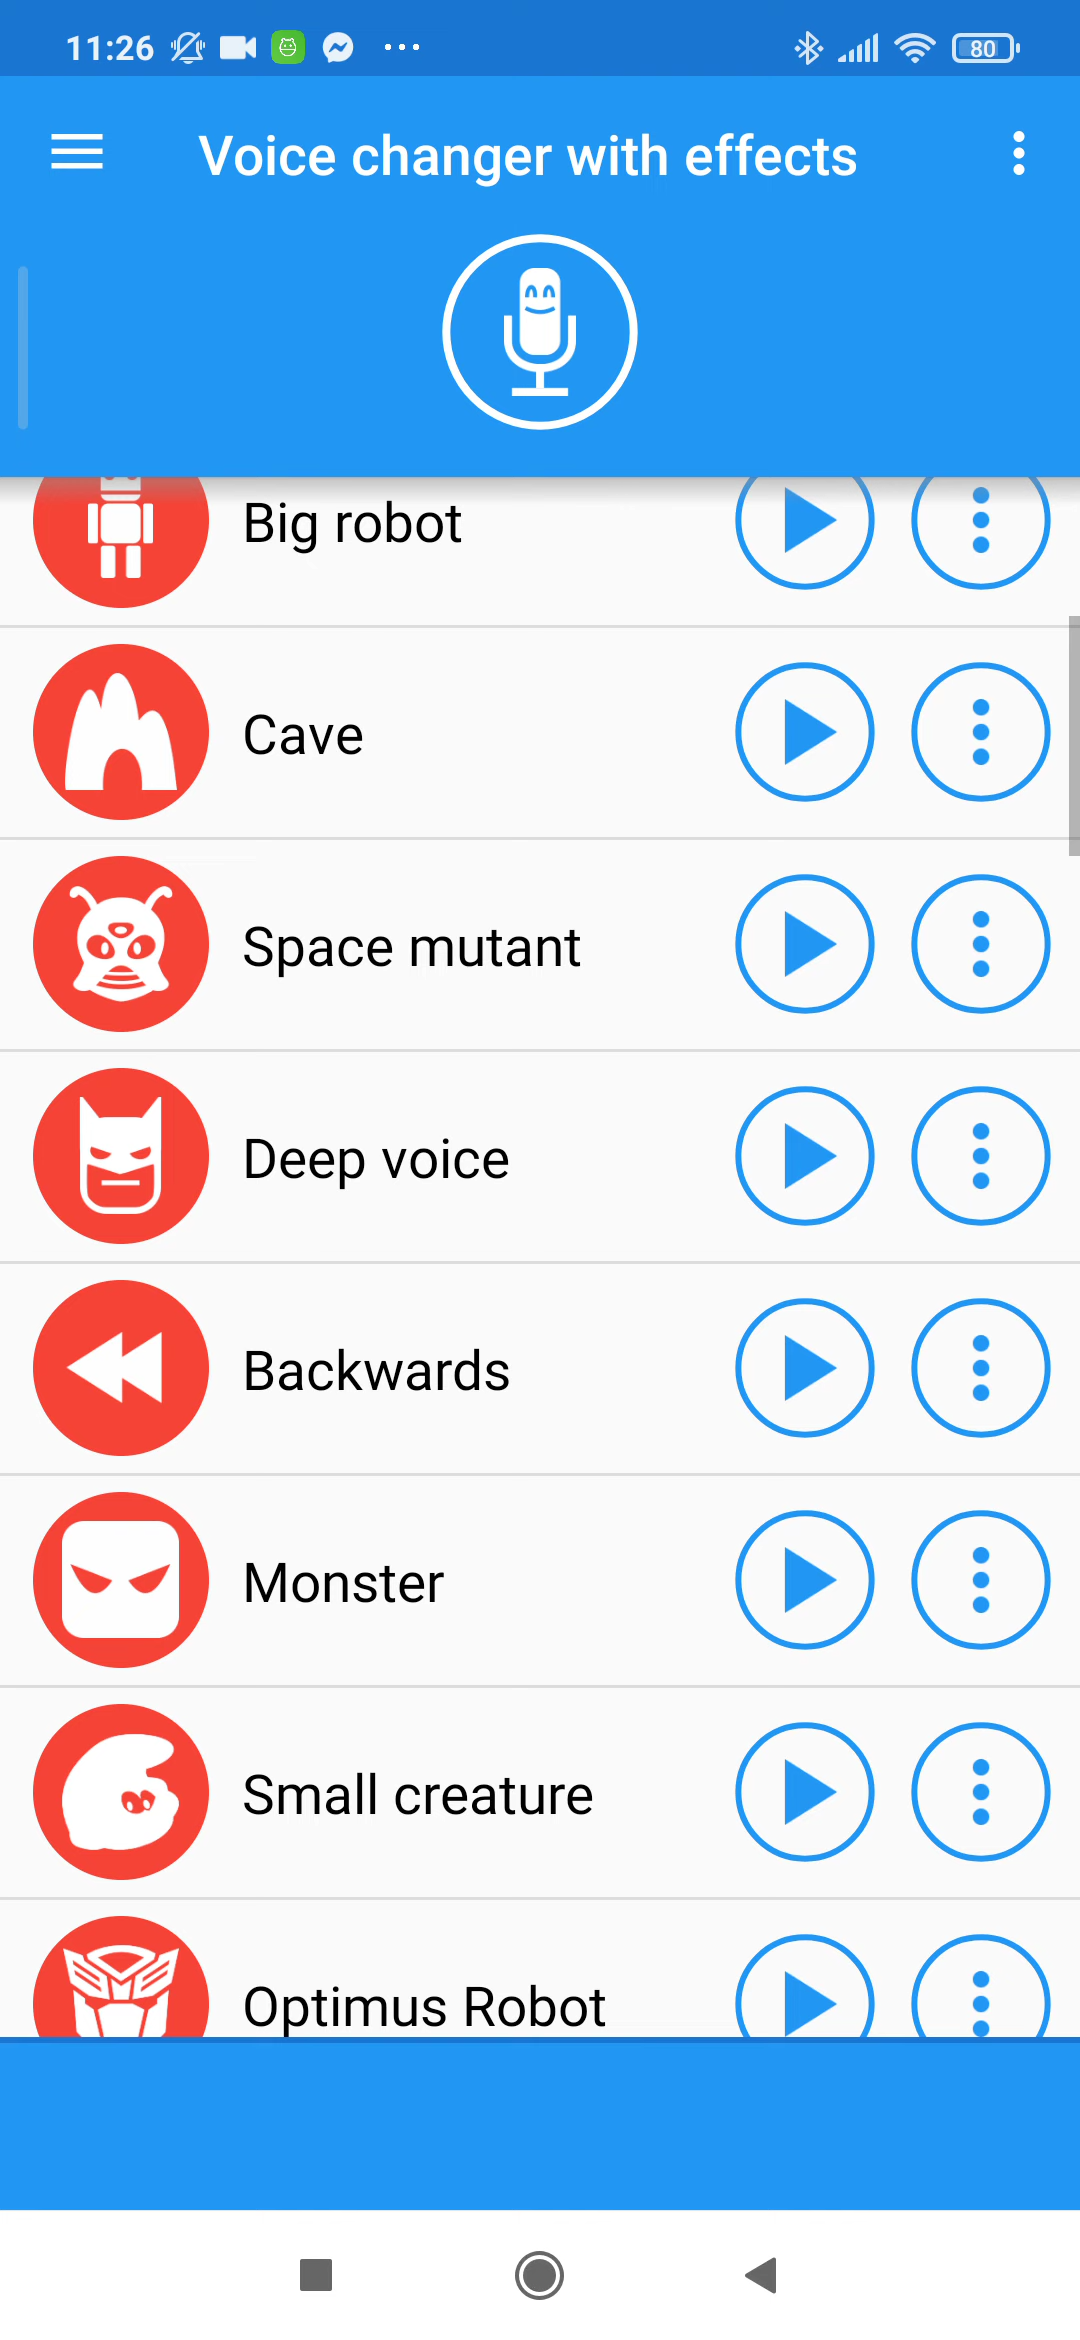 11:26
80
Voice changer with effects
Big robot
Cave
Space mutant
Deep voice
Backwards
Monster
Small creature
Optimus Robot